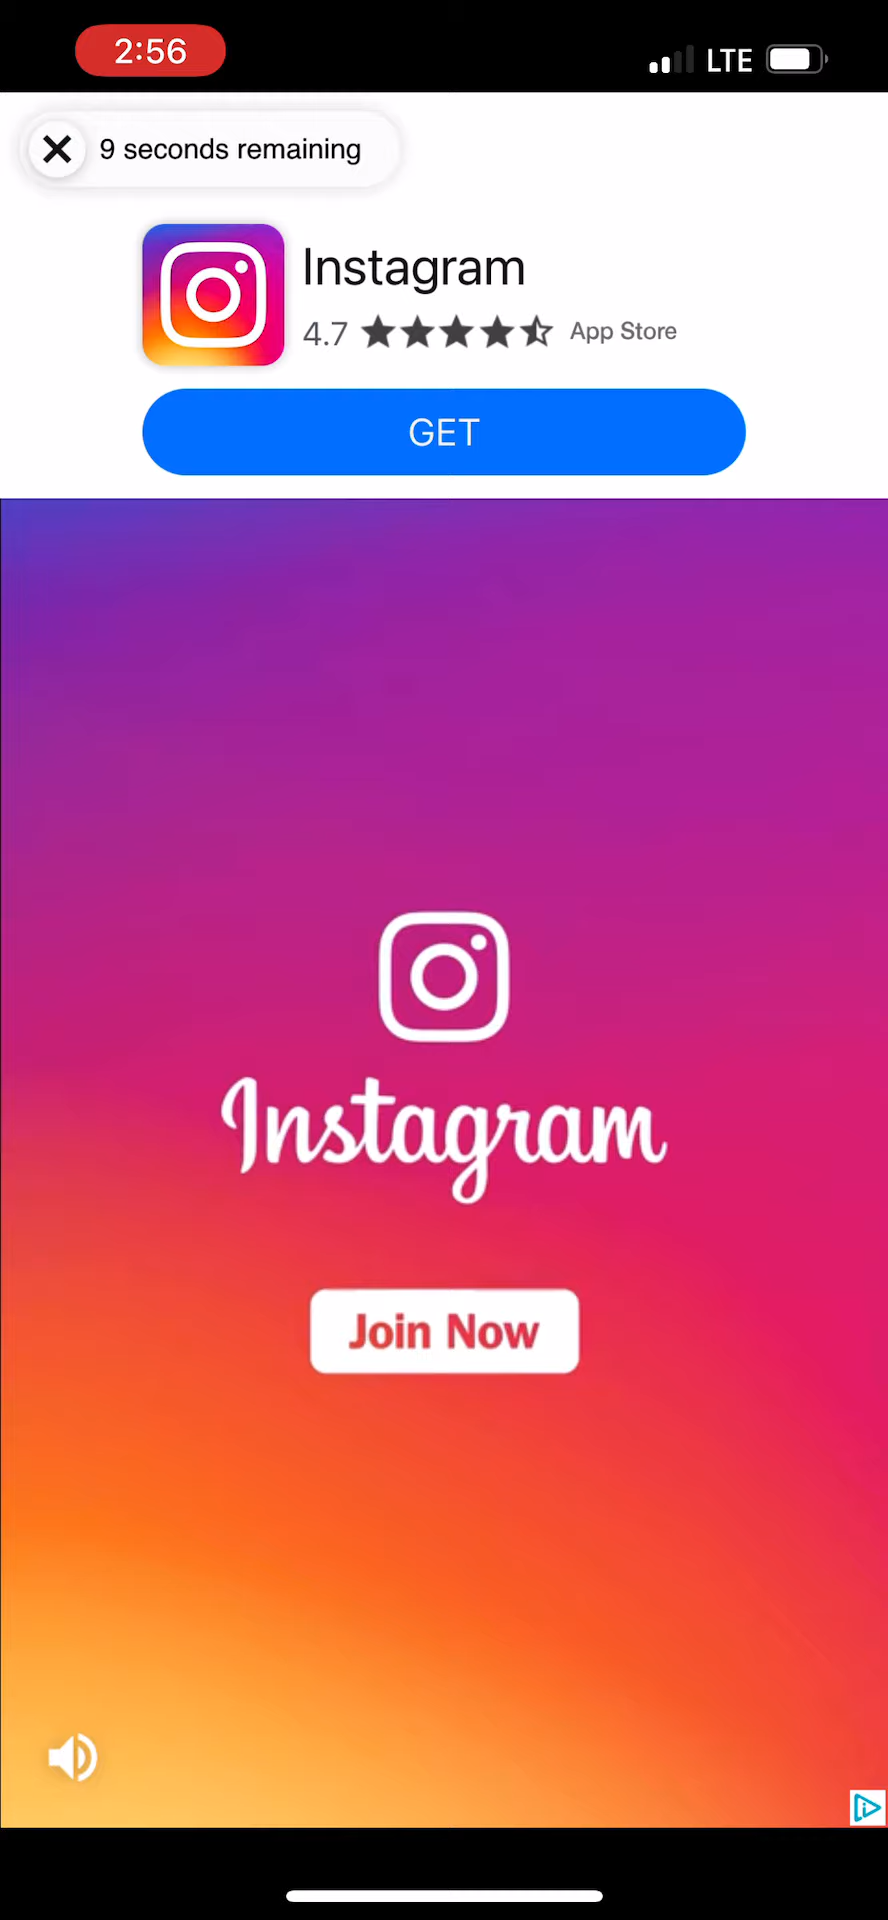 2:56
LTE
9 seconds remaining
Instagram
4.7
App Store
GET
Instagram
Join Now